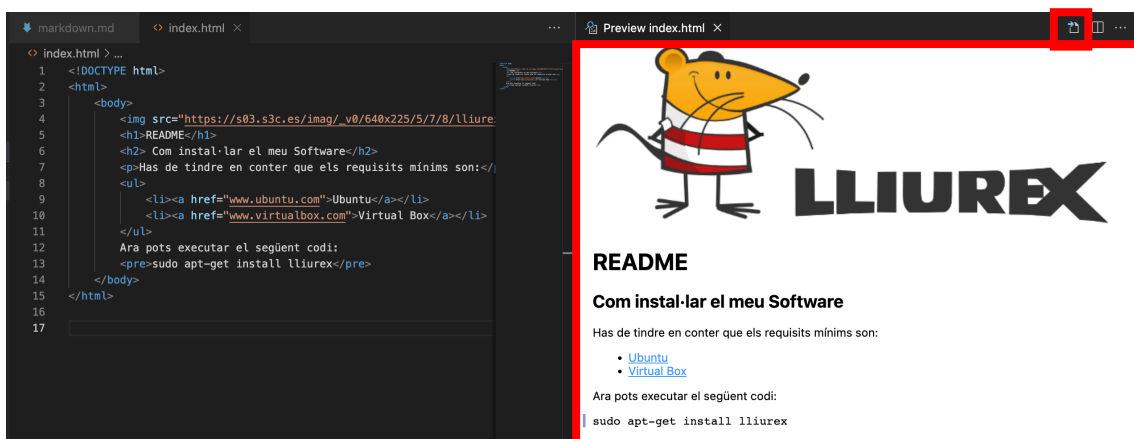 markdown.md
<> index.html ×
...
Preview index.html ×
...
<> index.html > ...
1 <!DOCTYPE html>
2 <html>
3 <body>
4 <img src="https://s03.s3c.es/imag/_v0/640x225/5/7/8/lliure
5 <h1>README</h1>
6 <h2> Com instal·lar el meu Software</h2>
7 <p>Has de tindre en conter que els requisits mínims son:</
8 <ul>
9 <li><a href="www.ubuntu.com">Ubuntu</a></li>
10 <li><a href="www.virtualbox.com">Virtual Box</a></li>
11 </ul>
12 Ara pots executar el següent codi:
13 <pre>sudo apt-get install lliurex</pre>
14 </body>
15 </html>
16
17
LLIUREX
README
Com instal·lar el meu Software
Has de tindre en conter que els requisits mínims son:
• Ubuntu
• Virtual Box
Ara pots executar el següent codi:
sudo apt-get install lliurex